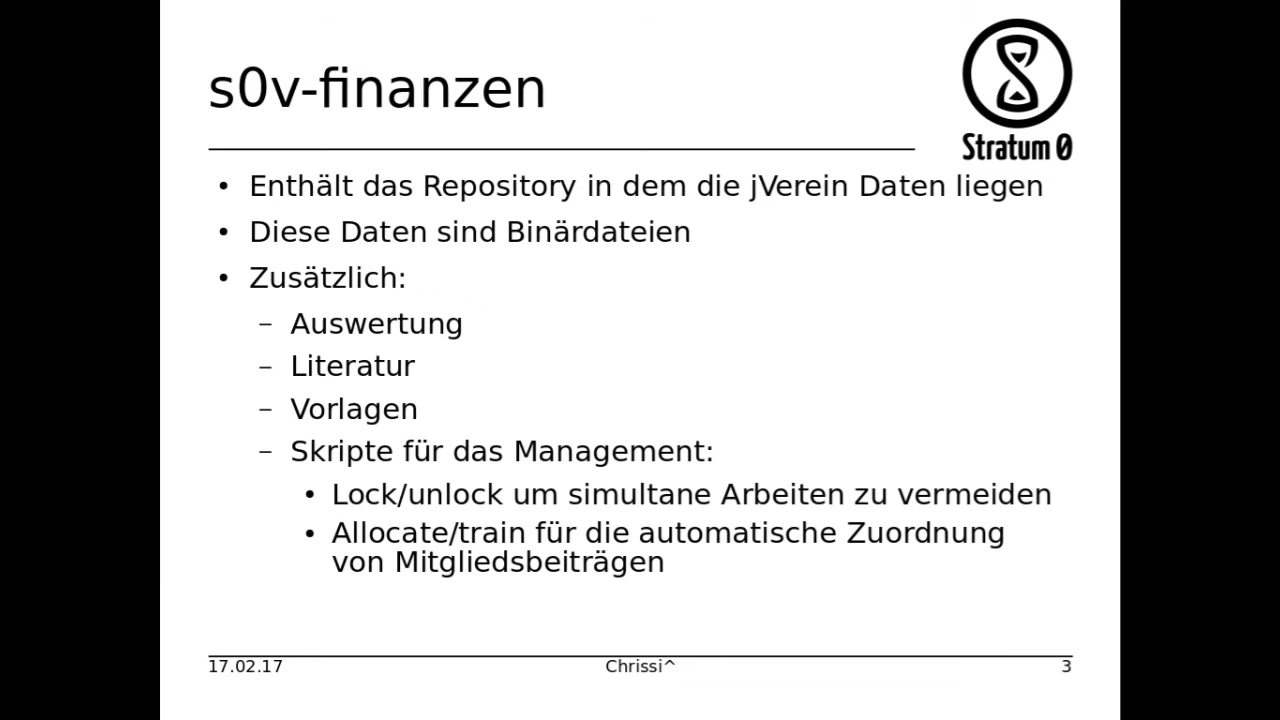 s0v-finanzen
Stratum 0
• Enthält das Repository in dem die jVerein Daten liegen
• Diese Daten sind Binärdateien
• Zusätzlich:
– Auswertung
– Literatur
– Vorlagen
– Skripte für das Management:
• Lock/unlock um simultane Arbeiten zu vermeiden
• Allocate/train für die automatische Zuordnung
von Mitgliedsbeiträgen
17.02.17
Chrissi^
3